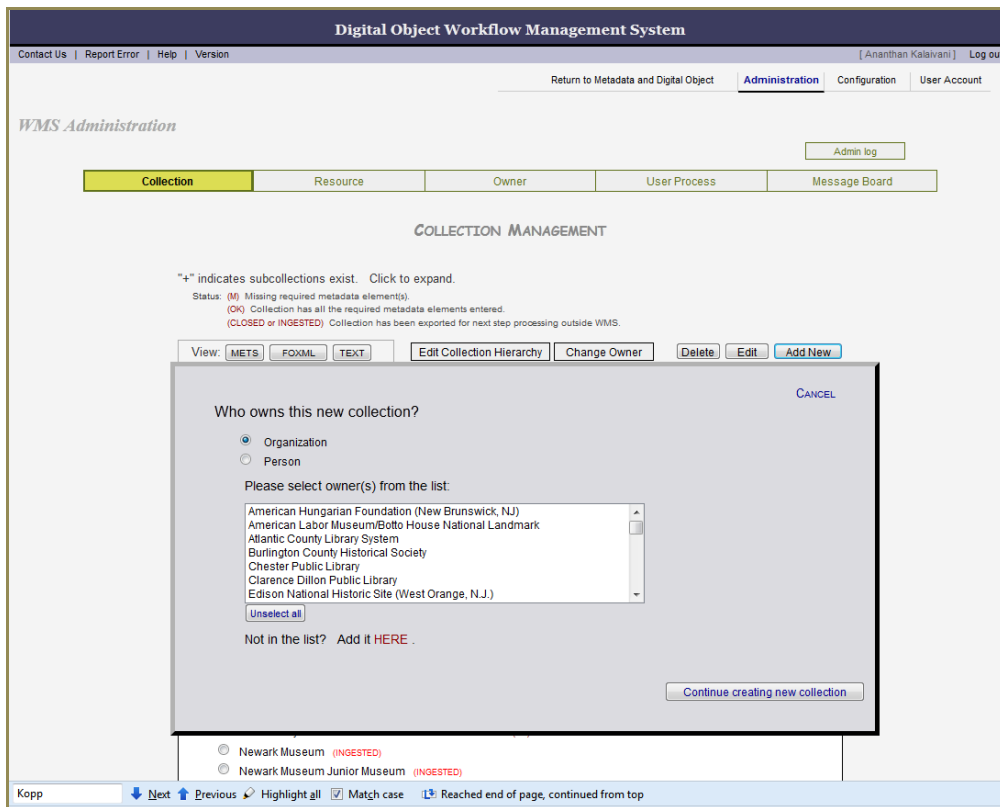 Digital Object Workflow Management System
Contact Us | Report Error | Help | Version [ Ananthan Kalaivani ] Log ou
Return to Metadata and Digital Object Administration Configuration User Account
WMS Administration
Admin log
Collection Resource Owner User Process Message Board
COLLECTION MANAGEMENT
"+" indicates subcollections exist. Click to expand.
Status: (M) Missing required metadata element(s).
(OK) Collection has all the required metadata elements entered.
(CLOSED or INGESTED) Collection has been exported for next step processing outside WMS.
View: METS FOXML TEXT Edit Collection Hierarchy Change Owner Delete Edit Add New
CANCEL
Who owns this new collection?
Organization
Person
Please select owner(s) from the list:
American Hungarian Foundation (New Brunswick, NJ)
American Labor Museum/Botto House National Landmark
Atlantic County Library System
Burlington County Historical Society
Chester Public Library
Clarence Dillon Public Library
Edison National Historic Site (West Orange, N.J.)
Unselect all
Not in the list? Add it HERE .
Continue creating new collection
Newark Museum (INGESTED)
Newark Museum Junior Museum (INGESTED)
Kopp Next Previous Highlight all Match case Reached end of page, continued from top